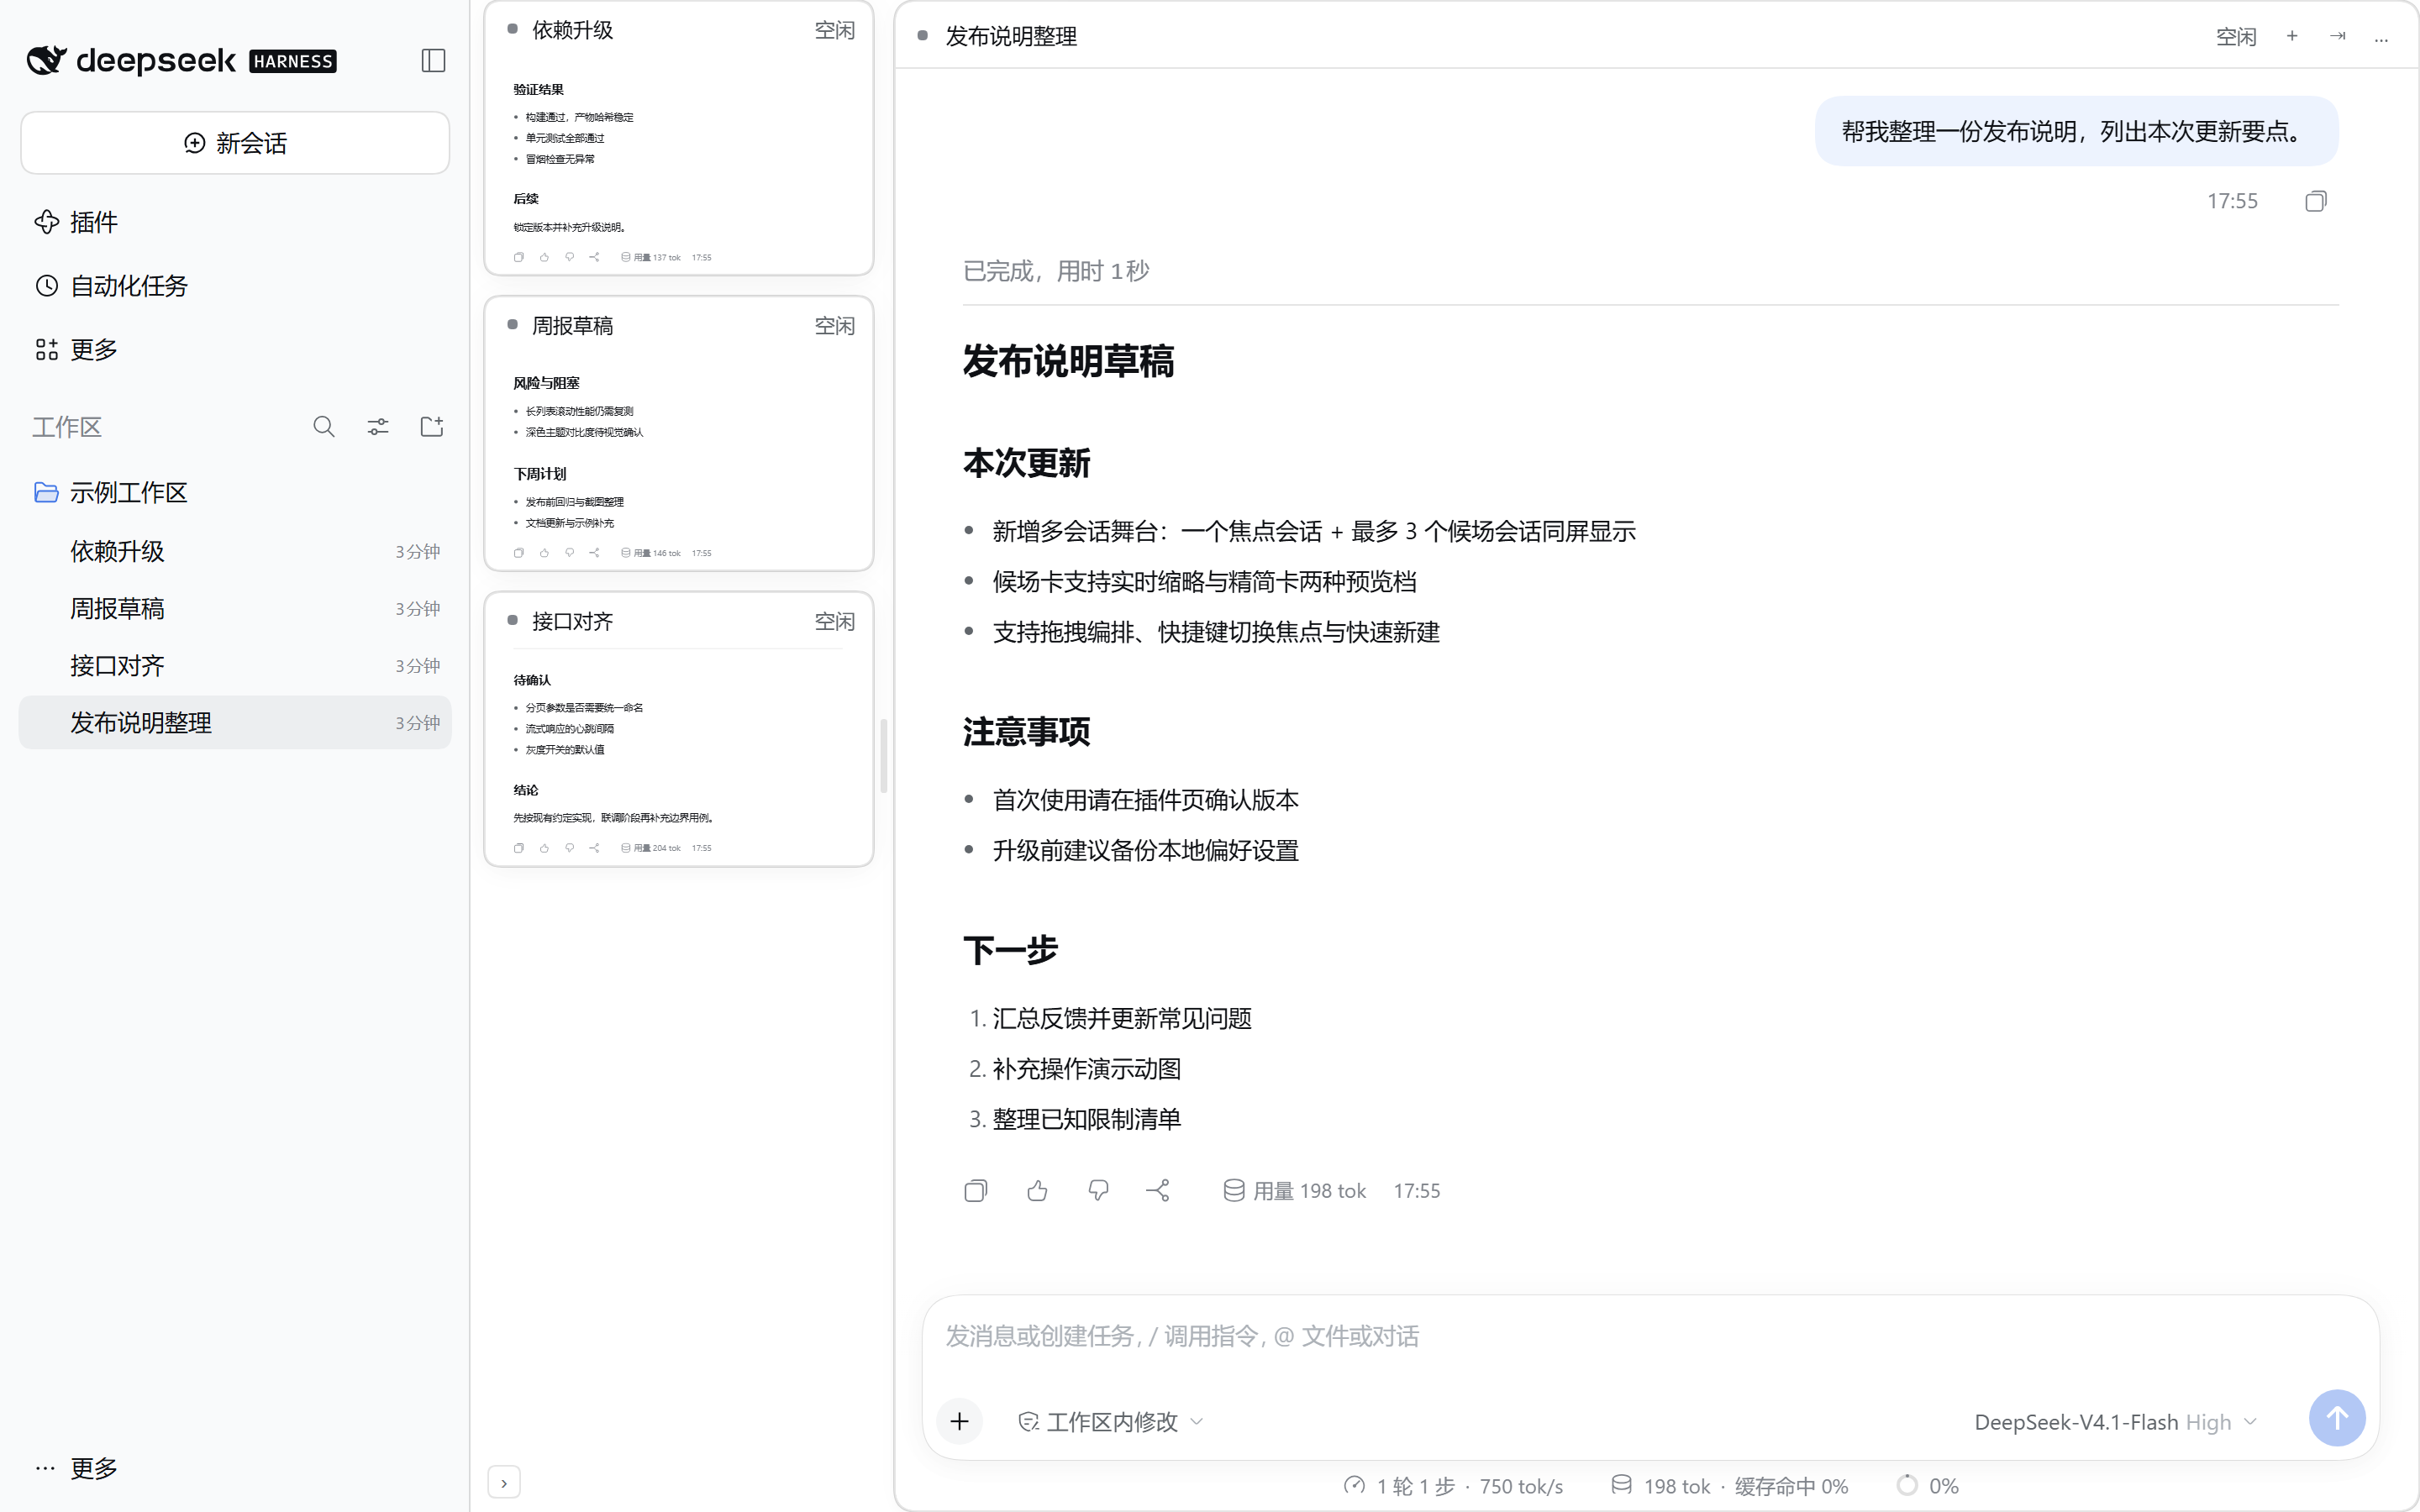 deepseek HARNESS
新会话
插件
自动化任务
更多
工作区
示例工作区
依赖升级 3分钟
周报草稿 3分钟
接口对齐 3分钟
发布说明整理 3分钟
··· 更多
依赖升级 空闲
验证结果
• 构建通过，产物哈希稳定
• 单元测试全部通过
• 冒烟检查无异常
后续
锁定版本并补充升级说明。
用量 137 tok 17:55
周报草稿 空闲
风险与阻塞
• 长列表滚动性能仍需复测
• 深色主题对比度待视觉确认
下周计划
• 发布前回归与截图整理
• 文档更新与示例补充
用量 146 tok 17:55
接口对齐 空闲
待确认
• 分页参数是否需要统一命名
• 流式响应的心跳间隔
• 灰度开关的默认值
结论
先按现有约定实现，联调阶段再补充边界用例。
用量 204 tok 17:55
发布说明整理 空闲 + ...
帮我整理一份发布说明，列出本次更新要点。
17:55
已完成，用时 1秒
发布说明草稿
本次更新
• 新增多会话舞台：一个焦点会话 + 最多 3 个候场会话同屏显示
• 候场卡支持实时缩略与精简卡两种预览档
• 支持拖拽编排、快捷键切换焦点与快速新建
注意事项
• 首次使用请在插件页确认版本
• 升级前建议备份本地偏好设置
下一步
1. 汇总反馈并更新常见问题
2. 补充操作演示动图
3. 整理已知限制清单
用量 198 tok 17:55
发消息或创建任务, / 调用指令, @ 文件或对话
工作区内修改
DeepSeek-V4.1-Flash High
1 轮 1 步 · 750 tok/s 198 tok · 缓存命中 0% 0%